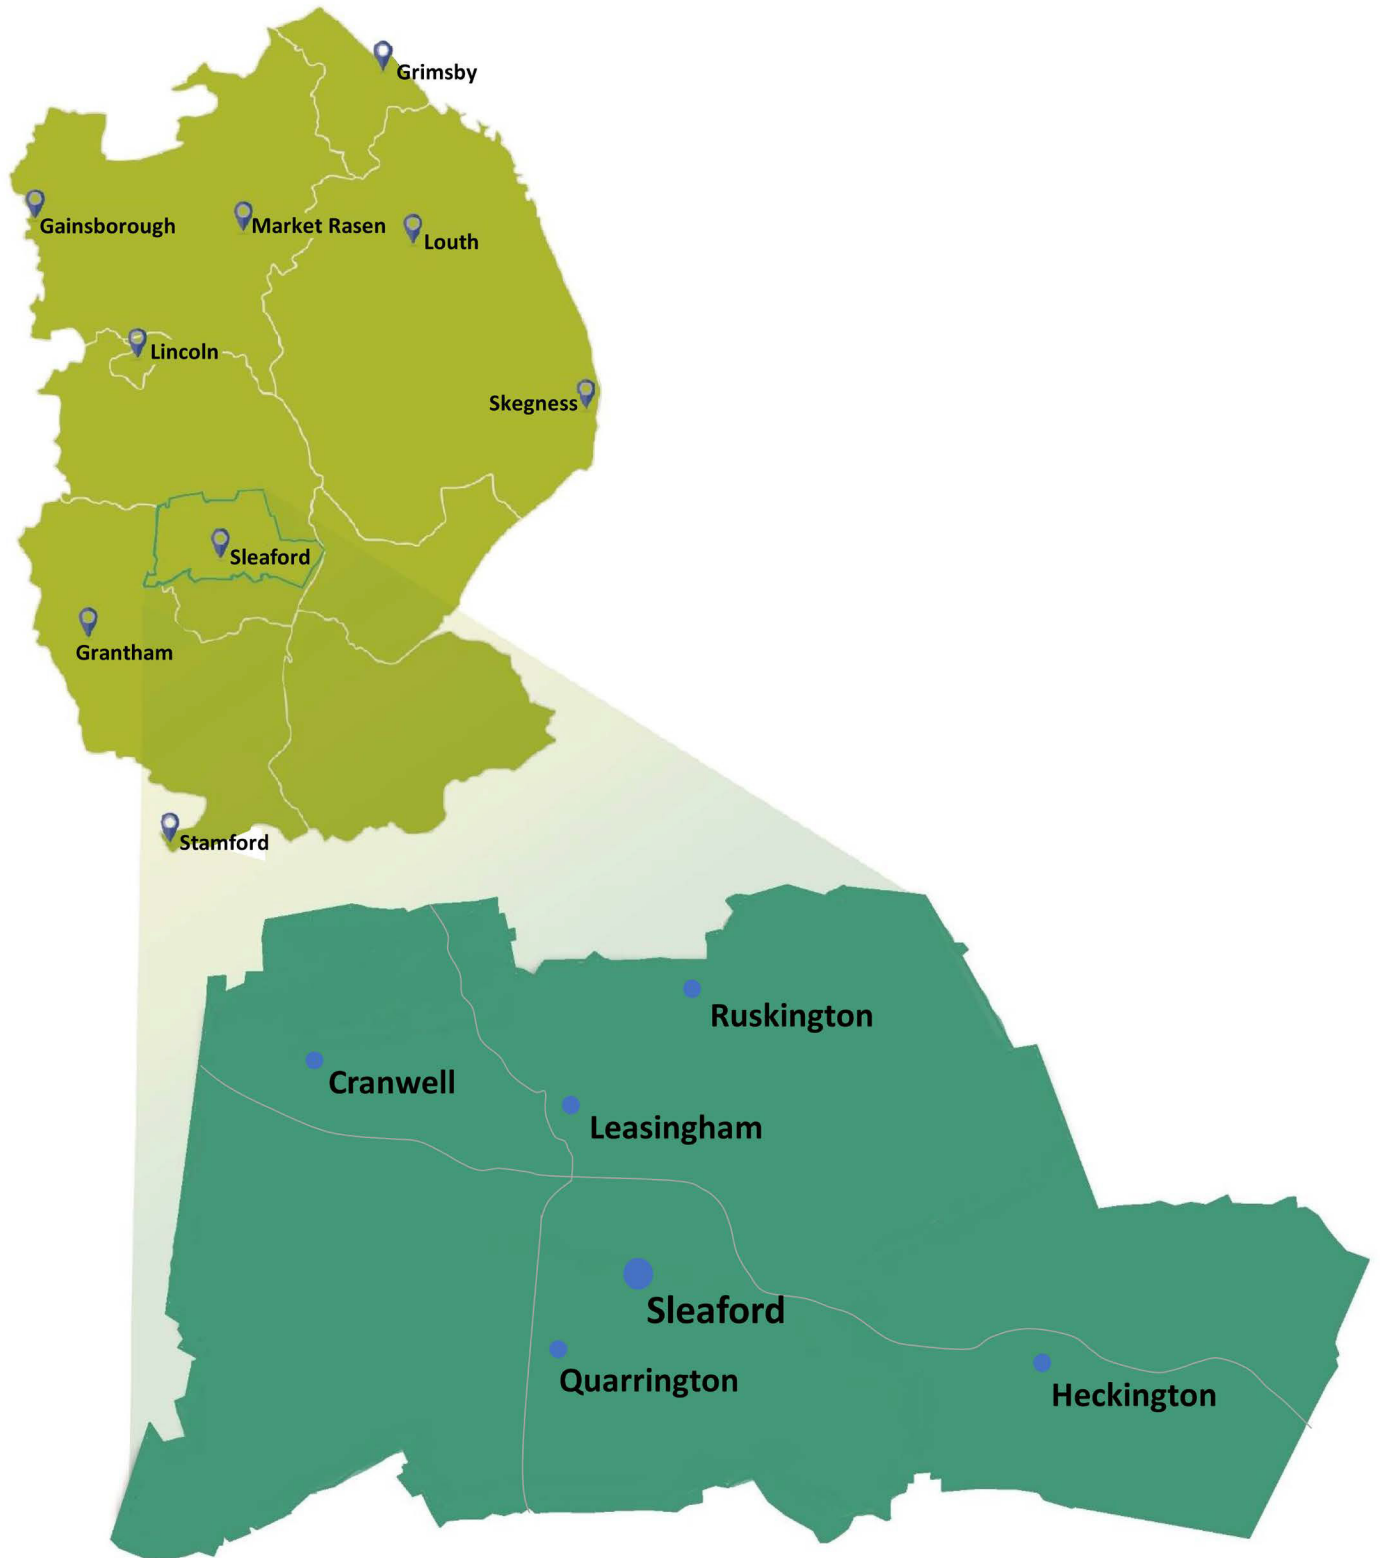 Grimsby
Gainsborough
Market Rasen
Louth
Lincoln
Skegness
Sleaford
Grantham
Stamford
Ruskington
Cranwell
Leasingham
Sleaford
Quarrington
Heckington